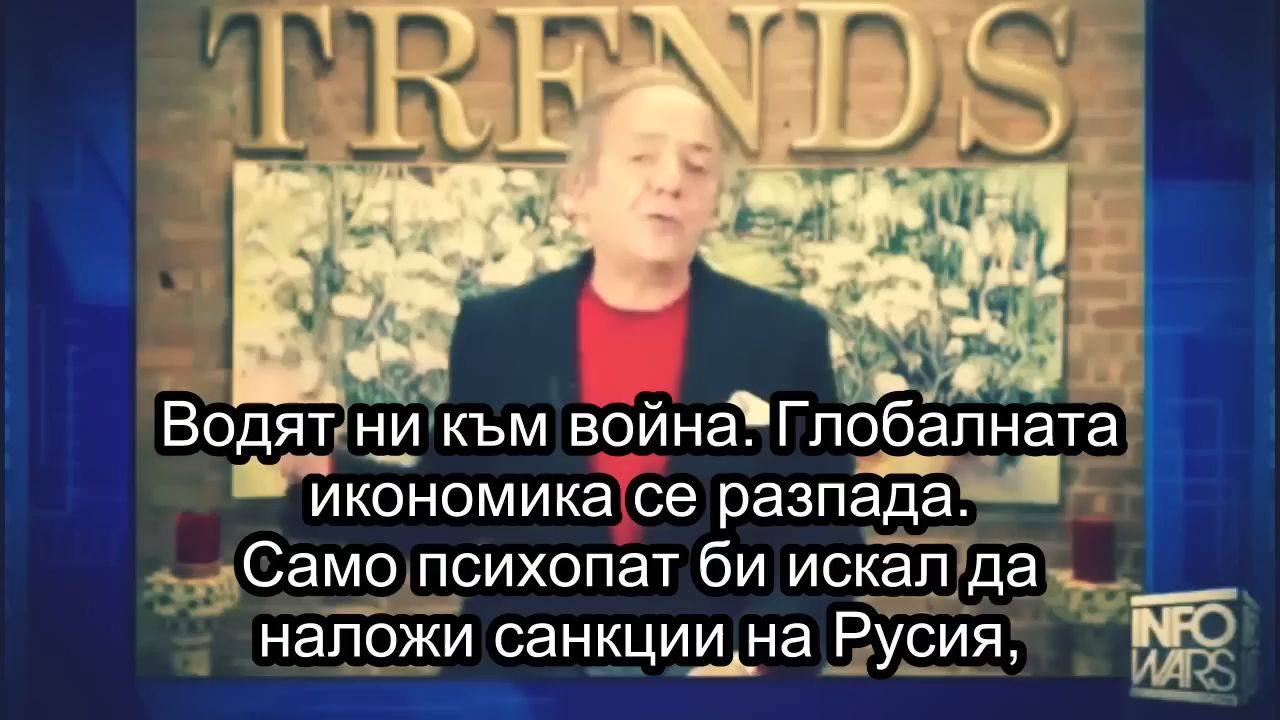 TRENDS
Водят ни към война. Глобалната
икономика се разпада.
Само психопат би искал да
наложи санкции на Русия,
INFO
WARS